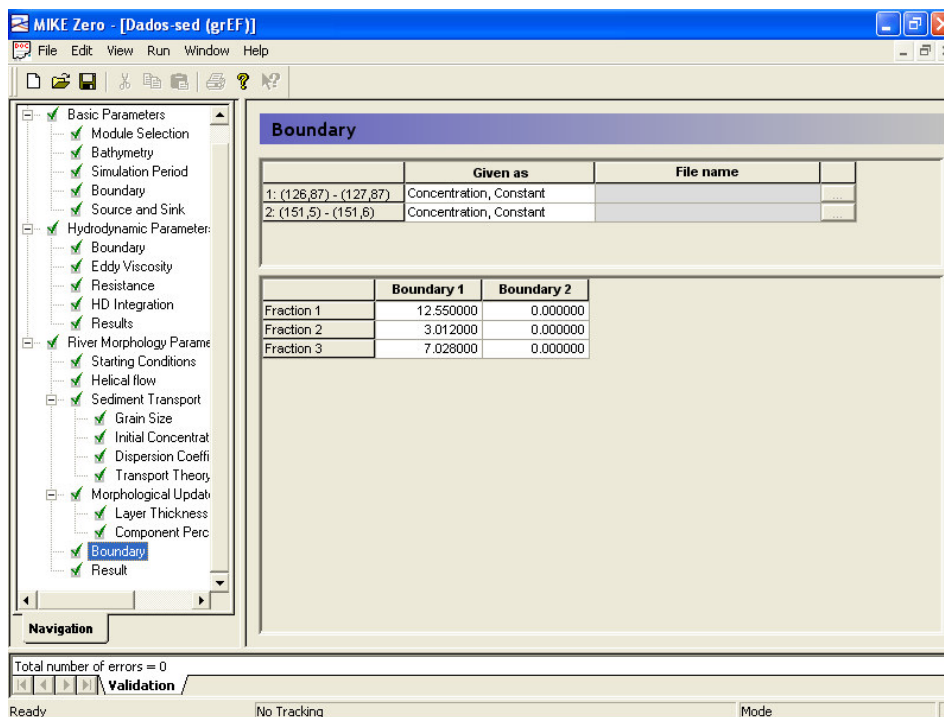 MIKE Zero - [Dados-sed (grEF)]
File Edit View Run Window Help
Basic Parameters
Module Selection
Bathymetry
Simulation Period
Boundary
Source and Sink
Hydrodynamic Parameter:
Boundary
Eddy Viscosity
Resistance
HD Integration
Results
River Morphology Parame
Starting Conditions
Helical flow
Sediment Transport
Grain Size
Initial Concentrat
Dispersion Coeffi
Transport Theory
Morphological Updat
Layer Thickness
Component Perc
Boundary
Result
Navigation
Boundary
Given as File name
1: (126,87) - (127,87) Concentration, Constant ...
2: (151,5) - (151,6) Concentration, Constant ...
Boundary 1 Boundary 2
Fraction 1 12.550000 0.000000
Fraction 2 3.012000 0.000000
Fraction 3 7.028000 0.000000
Total number of errors = 0
Validation
Ready No Tracking Mode